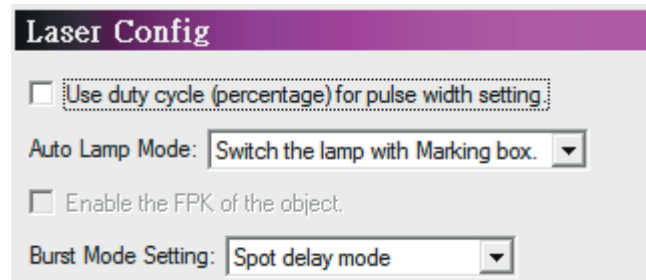 Laser Config
Use duty cycle (percentage) for pulse width setting.
Auto Lamp Mode: Switch the lamp with Marking box.
Enable the FPK of the object.
Burst Mode Setting: Spot delay mode